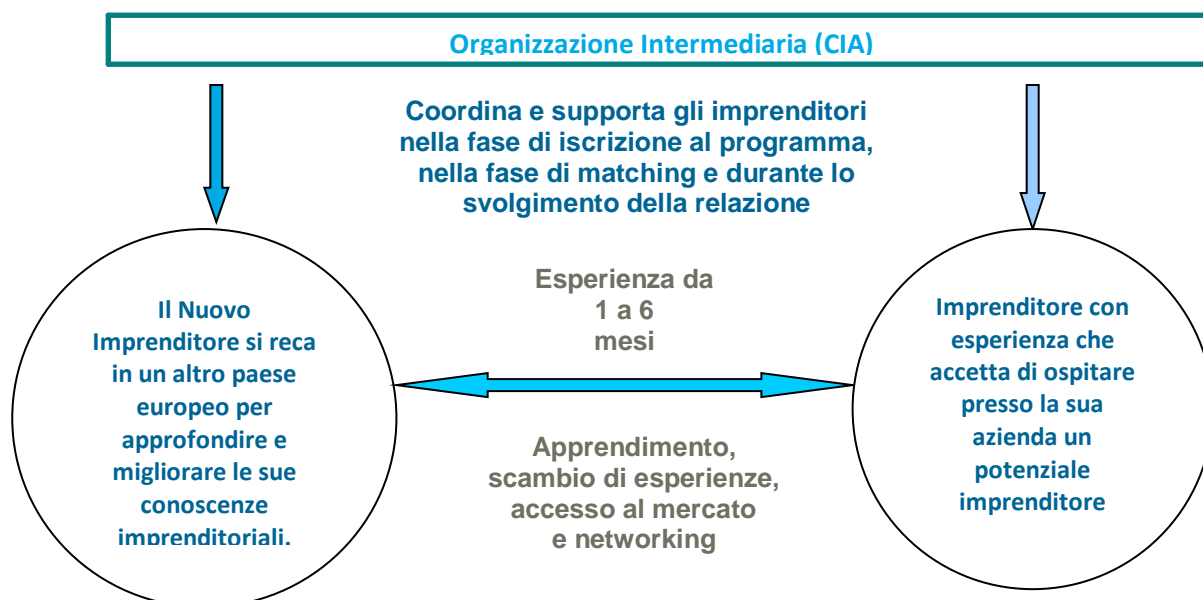 Organizzazione Intermediaria (CIA)
Coordina e supporta gli imprenditori
nella fase di iscrizione al programma,
nella fase di matching e durante lo
svolgimento della relazione
Il Nuovo
Imprenditore si reca
in un altro paese
europeo per
approfondire e
migliorare le sue
conoscenze
imprenditoriali.
Esperienza da
1 a 6
mesi
Apprendimento,
scambio di esperienze,
accesso al mercato
e networking
Imprenditore con
esperienza che
accetta di ospitare
presso la sua
azienda un
potenziale
imprenditore